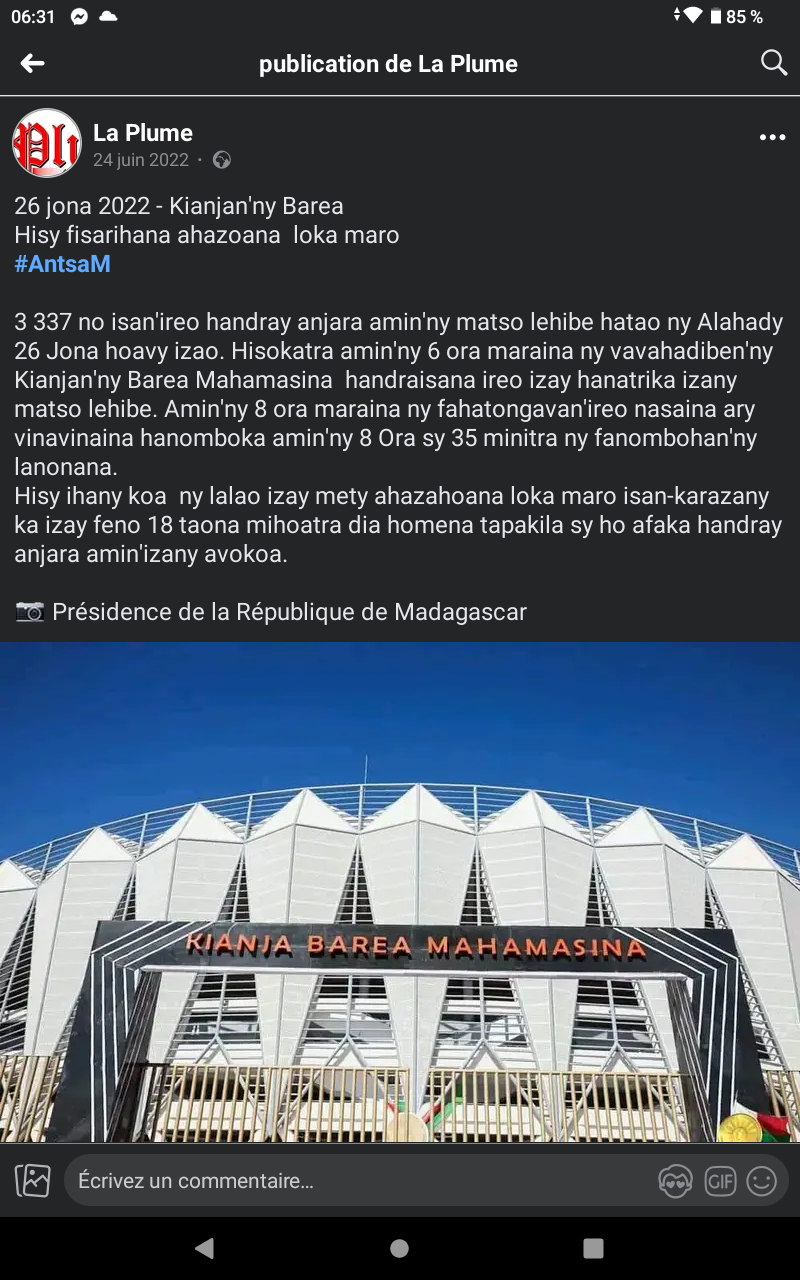 06:31
85 %
publication de La Plume
Plu
La Plume
24 juin 2022 ·
26 jona 2022 - Kianjan'ny Barea
Hisy fisarihana ahazoana  loka maro
#AntsaM
3 337 no isan'ireo handray anjara amin'ny matso lehibe hatao ny Alahady
26 Jona hoavy izao. Hisokatra amin'ny 6 ora maraina ny vavahadiben'ny
Kianjan'ny Barea Mahamasina  handraisana ireo izay hanatrika izany
matso lehibe. Amin'ny 8 ora maraina ny fahatongavan'ireo nasaina ary
vinavinaina hanomboka amin'ny 8 Ora sy 35 minitra ny fanombohan'ny
lanonana.
Hisy ihany koa  ny lalao izay mety ahazahoana loka maro isan-karazany
ka izay feno 18 taona mihoatra dia homena tapakila sy ho afaka handray
anjara amin'izany avokoa.
📷 Présidence de la République de Madagascar
KIANJA BAREA MAHAMASINA
Écrivez un commentaire...
GIF